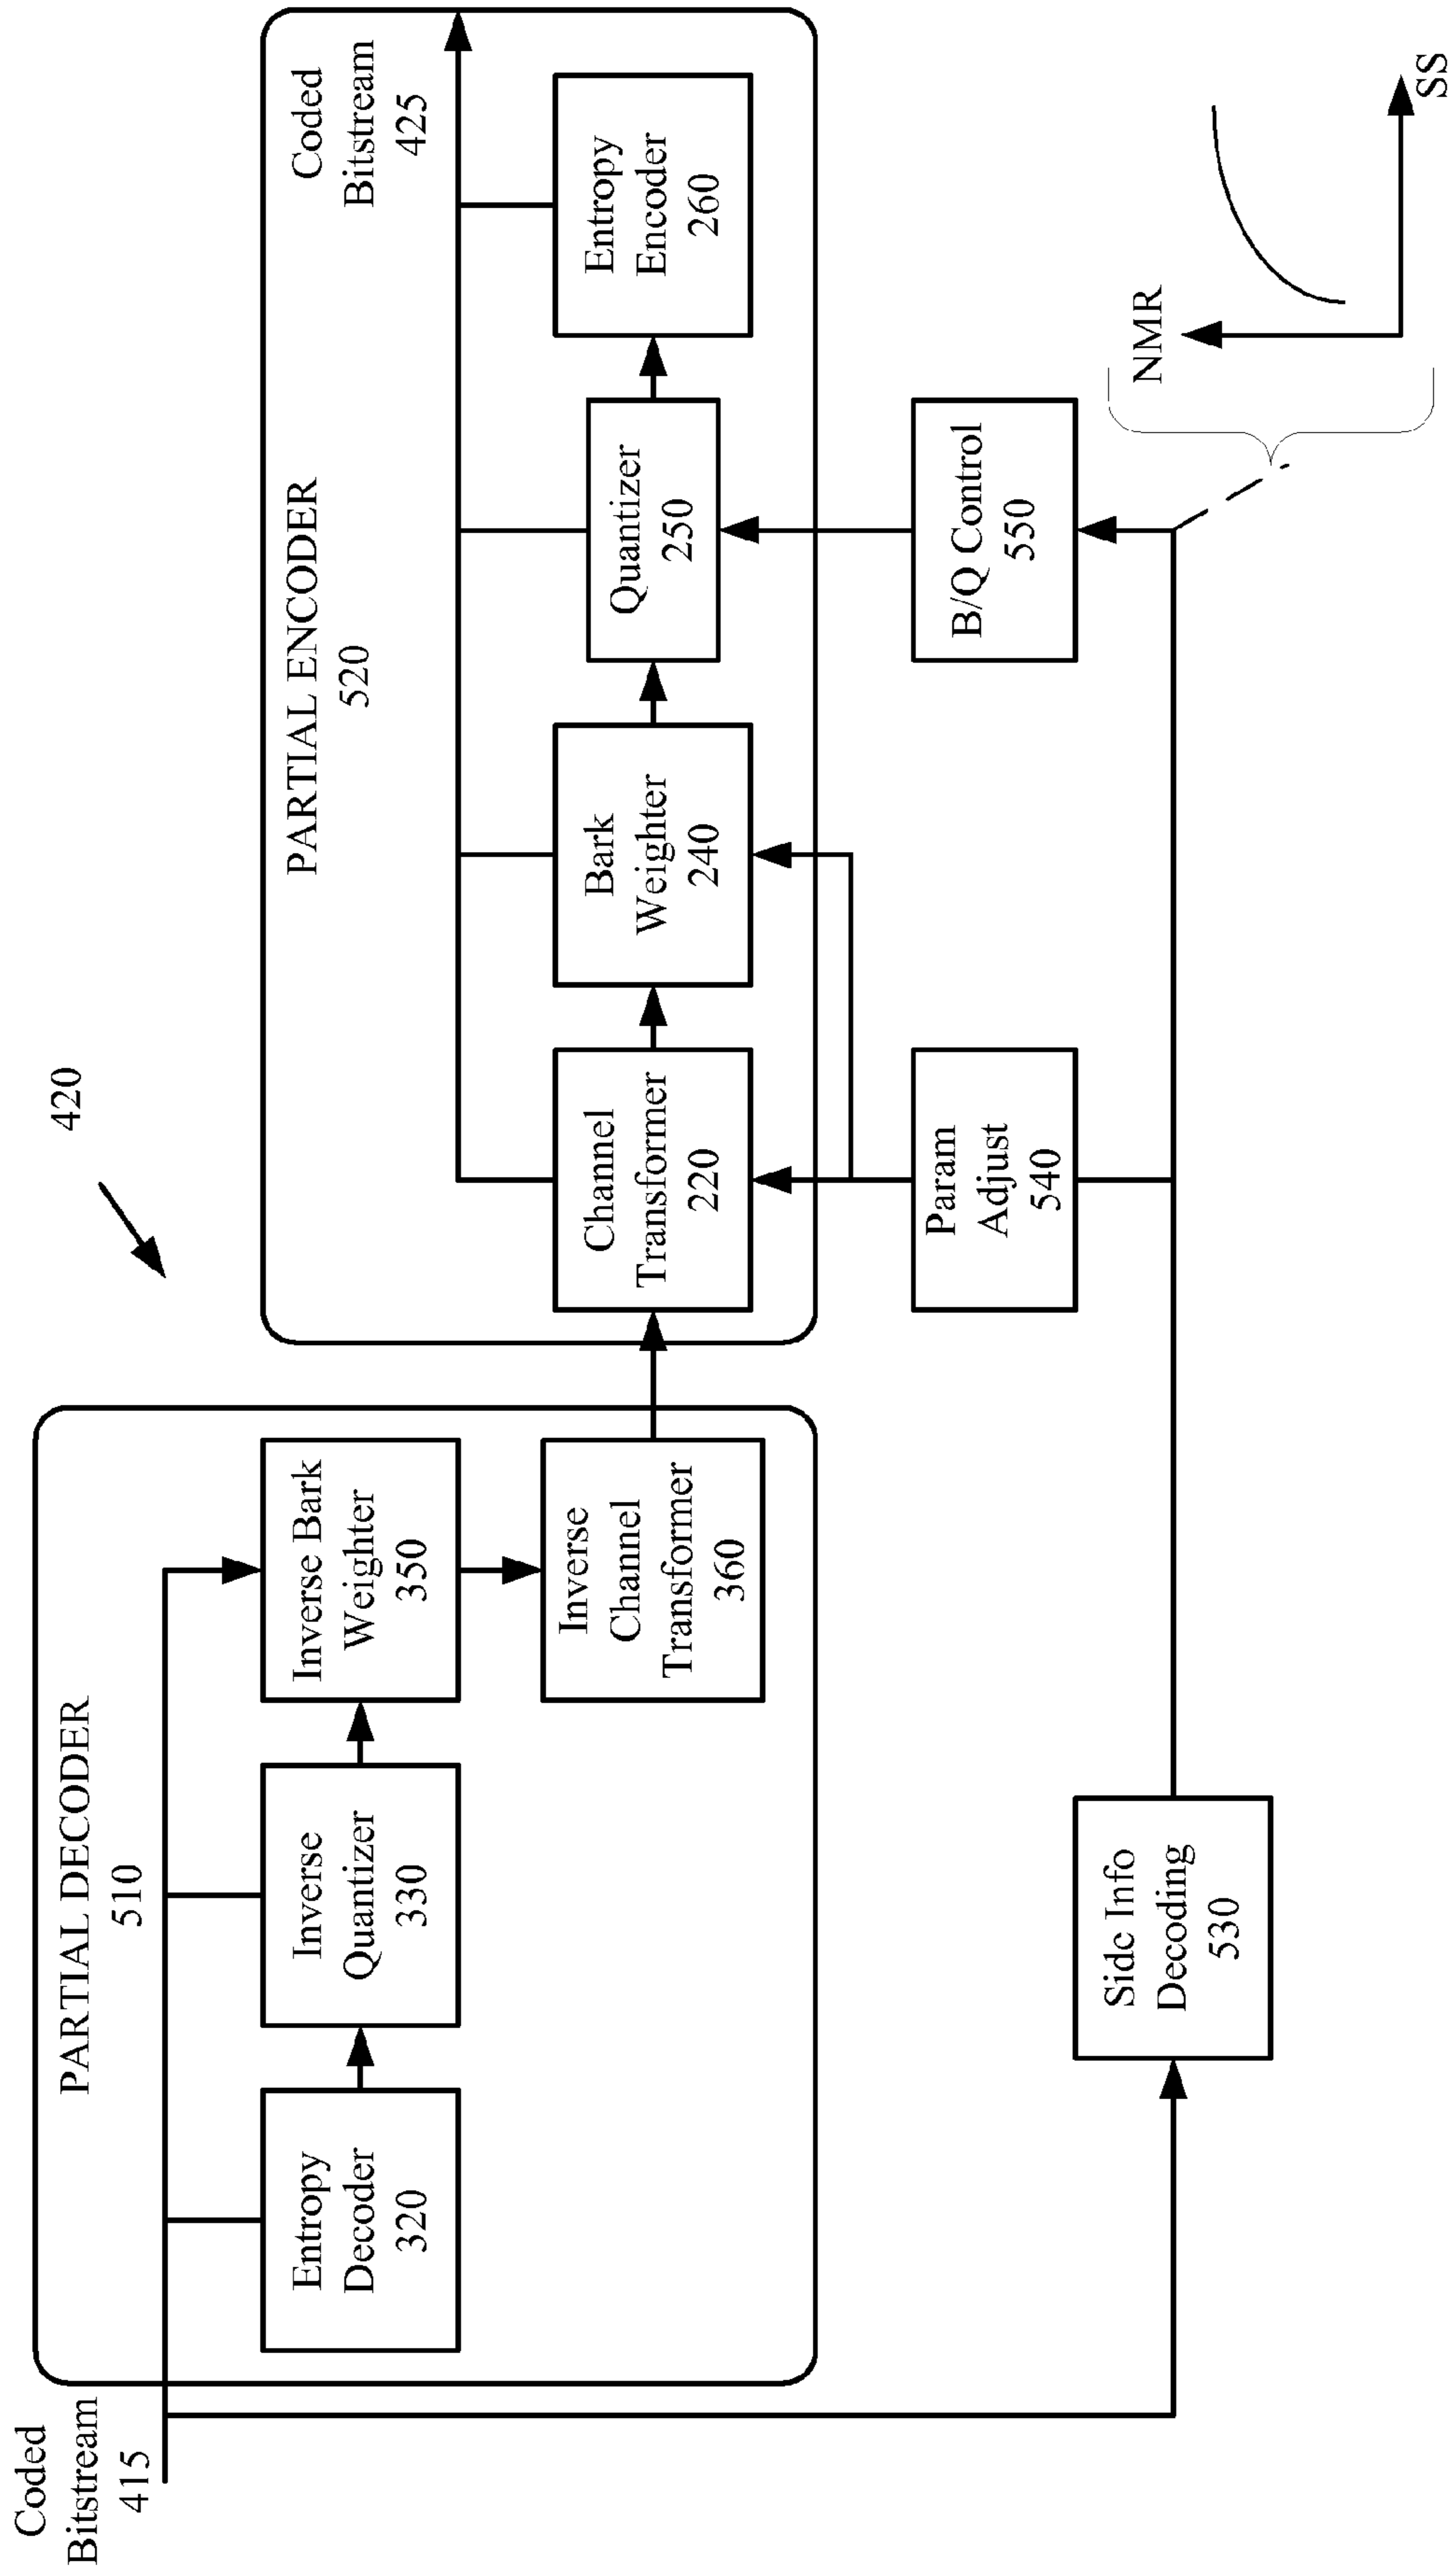 420
Coded
Bitstream
415
PARTIAL DECODER
510
Entropy
Decoder
320
Inverse
Quantizer
330
Inverse Bark
Weighter
350
Inverse
Channel
Transformer
360
PARTIAL ENCODER
520
Coded
Bitstream
425
Channel
Transformer
220
Bark
Weighter
240
Quantizer
250
Entropy
Encoder
260
Side Info
Decoding
530
Param
Adjust
540
B/Q Control
550
NMR
SS